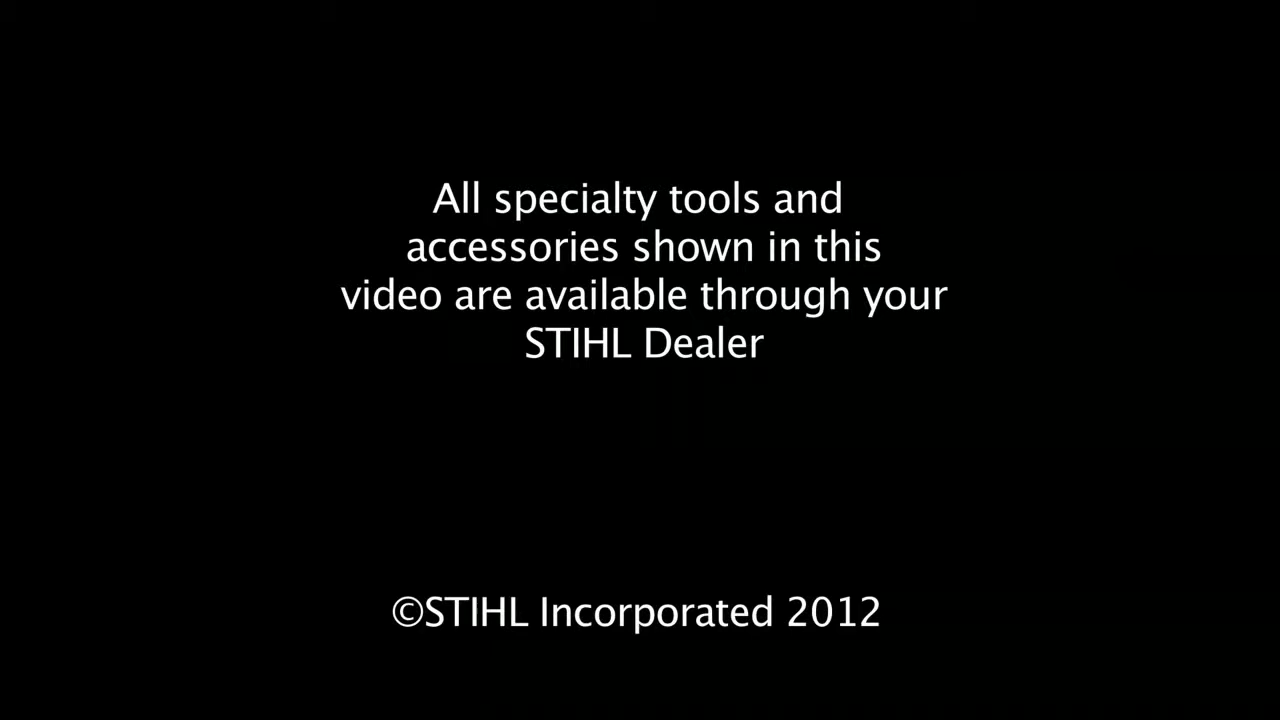 All specialty tools and
accessories shown in this
video are available through your
STIHL Dealer
©STIHL Incorporated 2012